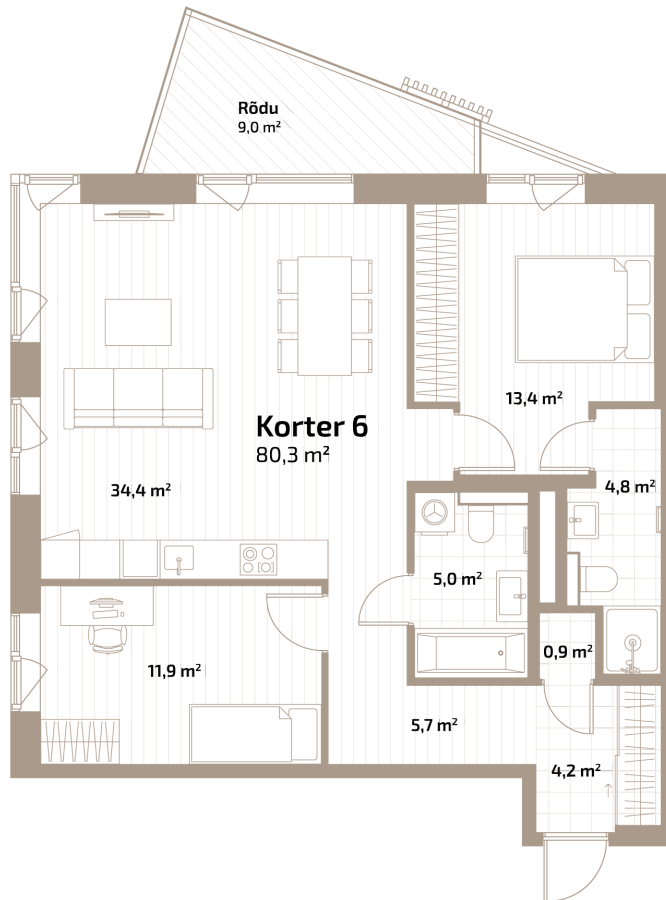 Rõdu
9,0 m²
13,4 m²
Korter 6
80,3 m²
34,4 m²
4,8 m²
5,0 m²
0,9 m²
11,9 m²
5,7 m²
4,2 m²